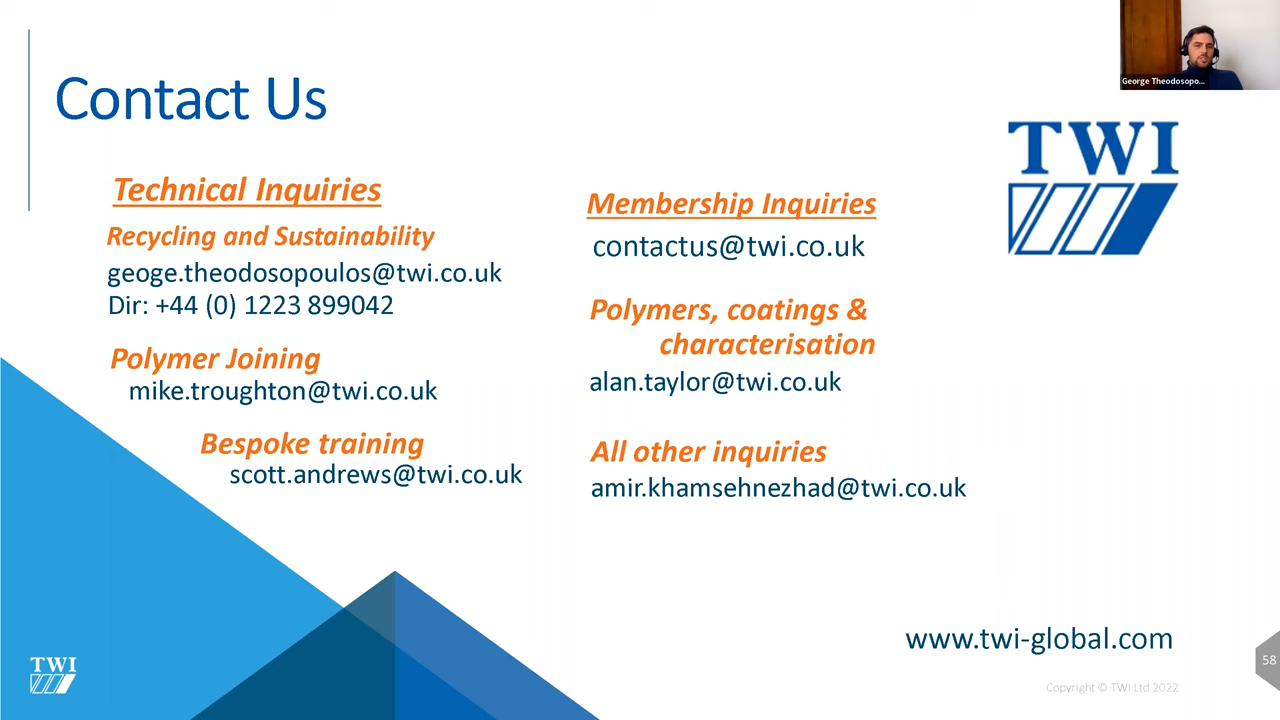 George Theodosopo...
Contact Us
TWI
Technical Inquiries
Recycling and Sustainability
geoge.theodosopoulos@twi.co.uk
Dir: +44 (0) 1223 899042
Polymer Joining
mike.troughton@twi.co.uk
Bespoke training
scott.andrews@twi.co.uk
Membership Inquiries
contactus@twi.co.uk
Polymers, coatings &
characterisation
alan.taylor@twi.co.uk
All other inquiries
amir.khamsehnezhad@twi.co.uk
www.twi-global.com
58
TWI
Copyright © TWI Ltd 2022